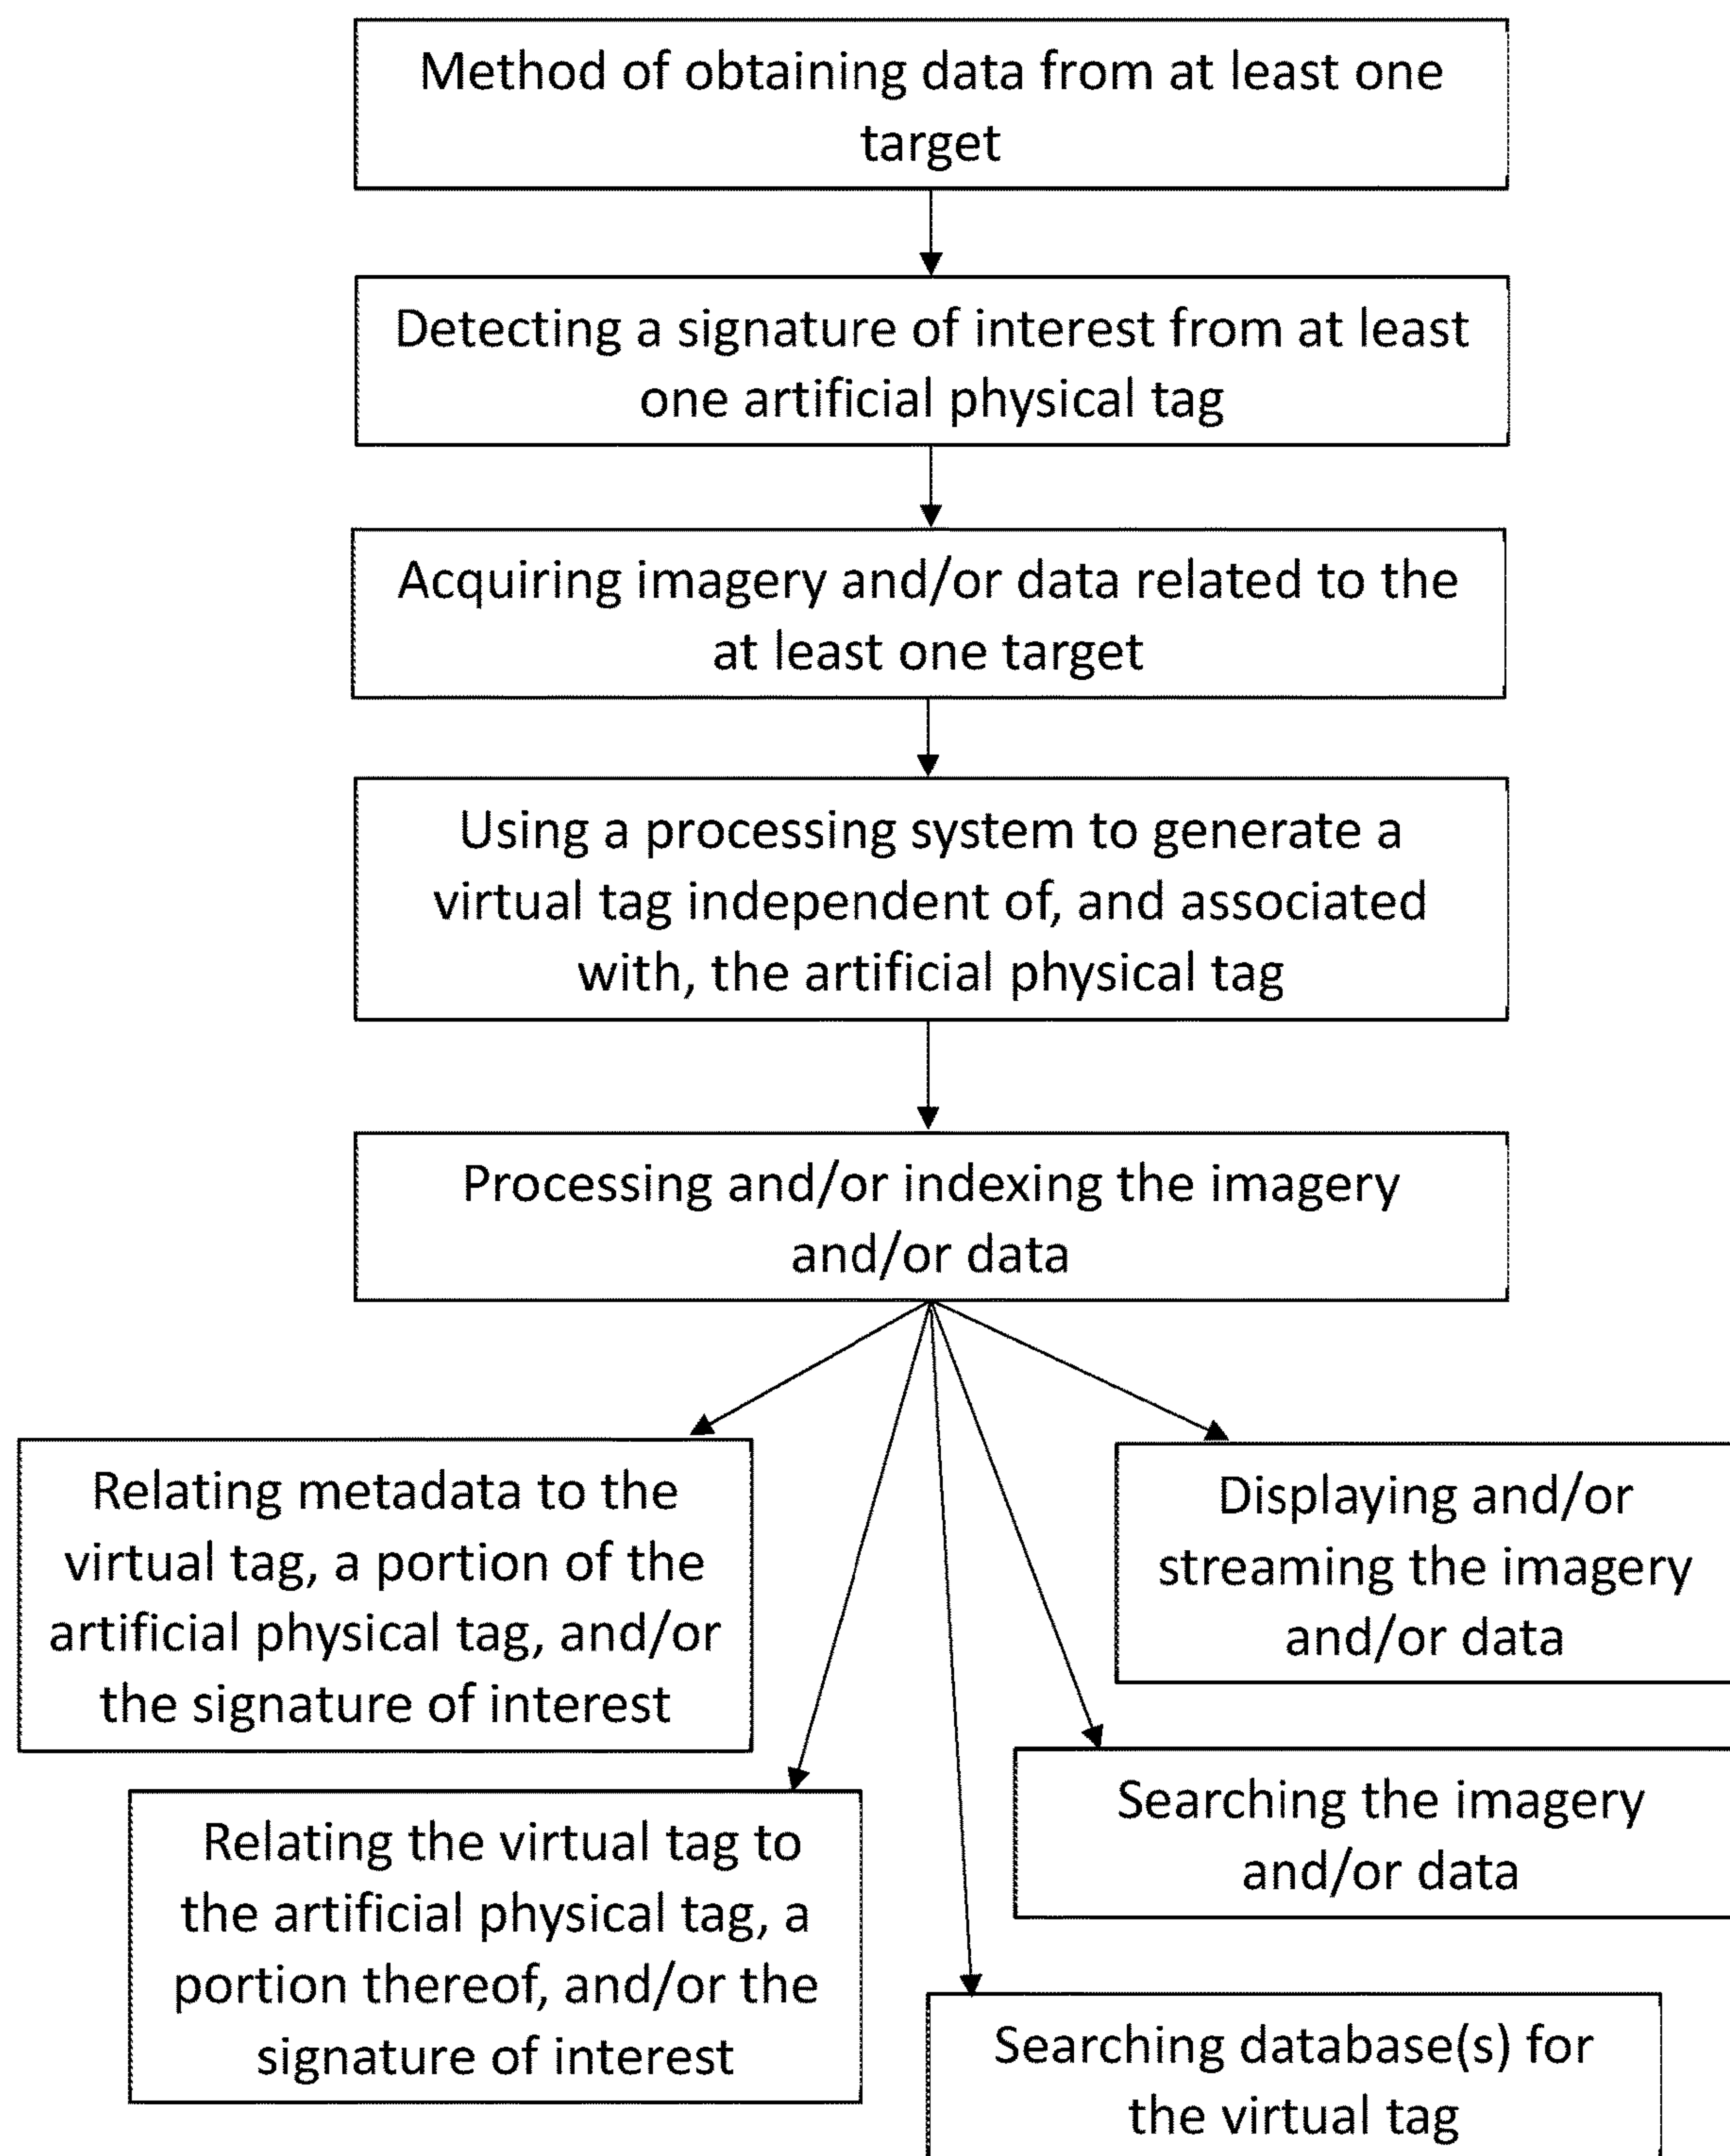 Method of obtaining data from at least one
target
Detecting a signature of interest from at least
one artificial physical tag
Acquiring imagery and/or data related to the
at least one target
Using a processing system to generate a
virtual tag independent of, and associated
with, the artificial physical tag
Processing and/or indexing the imagery
and/or data
Relating metadata to the
virtual tag, a portion of the
artificial physical tag, and/or
the signature of interest
Displaying and/or
streaming the imagery
and/or data
Relating the virtual tag to
the artificial physical tag, a
portion thereof, and/or the
signature of interest
Searching the imagery
and/or data
Searching database(s) for
the virtual tag